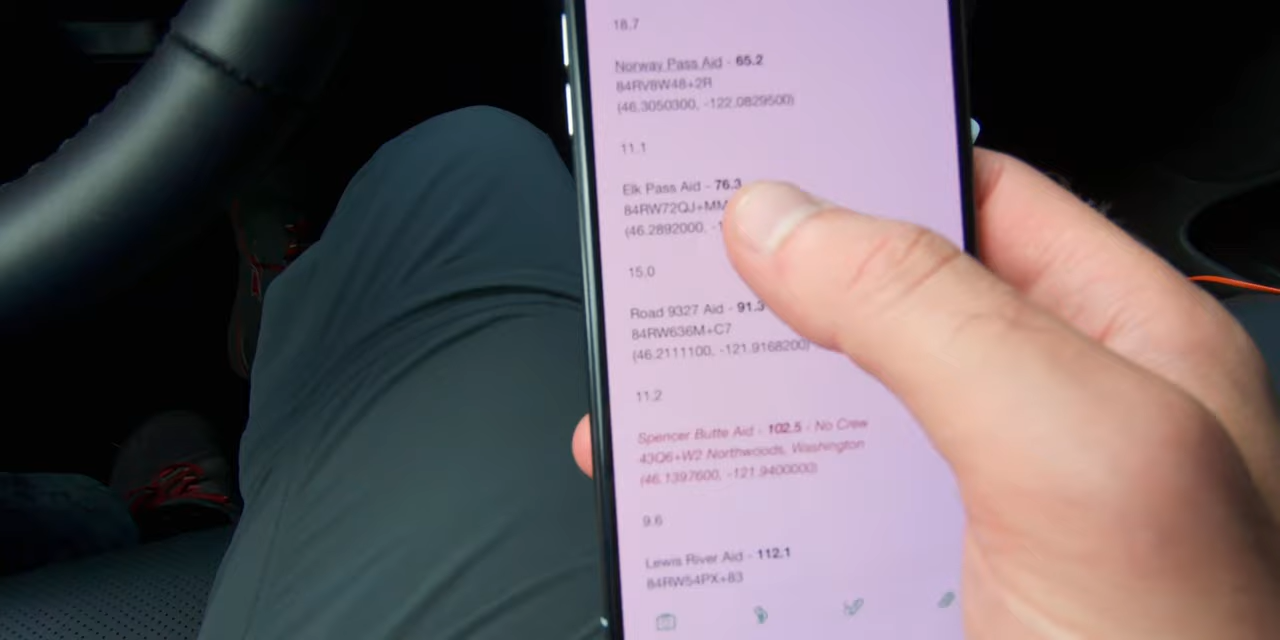 18.7
Norway Pass Aid - 65.2
84RV8W48+2R
(46.3050300, -122.0829500)
11.1
Elk Pass Aid - 76.3
84RW72QJ+MM
(46.2892000, -1
15.0
Road 9327 Aid - 91.3
84RW636M+C7
(46.2111100, -121.9168200)
11.2
Spencer Butte Aid - 102.5 - No Crew
43Q6+W2 Northwoods, Washington
(46.1397600, -121.9400000)
9.6
Lewis River Aid - 112.1
84RW54PX+83